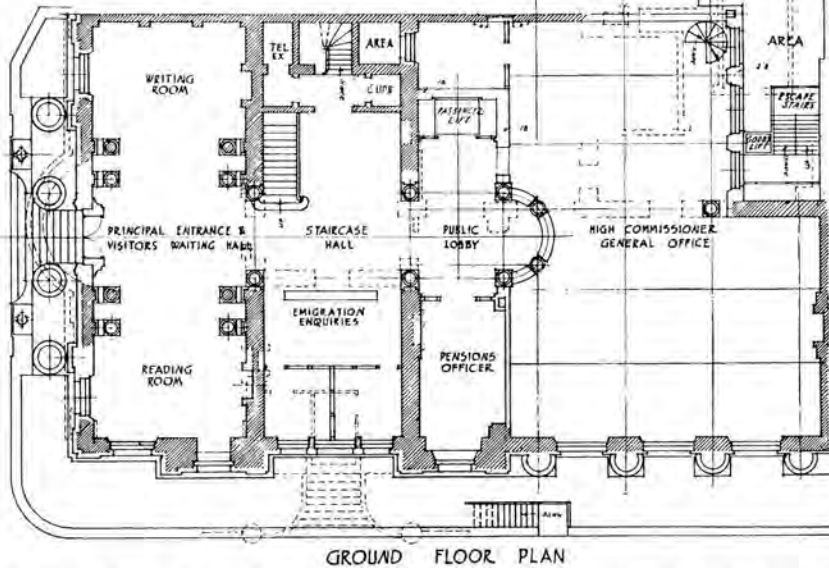 TEL
EX
AREA
AREA
WRITING
ROOM
CUPB
PASSENGER
LIFT
ESCAPE
STAIRS
GOODS
LIFT
PRINCIPAL ENTRANCE &
VISITORS WAITING HALL
STAIRCASE
HALL
PUBLIC
LOBBY
HIGH COMMISSIONER
GENERAL OFFICE
EMIGRATION
ENQUIRIES
READING
ROOM
PENSIONS
OFFICER
GROUND FLOOR PLAN